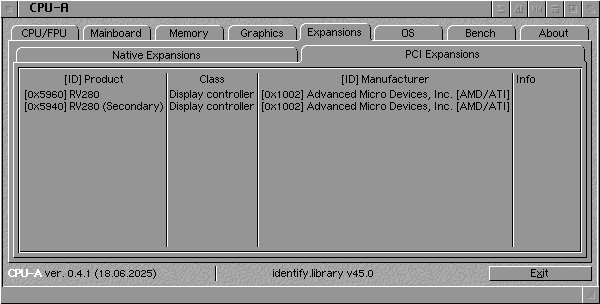 CPU-A
CPU/FPU Mainboard Memory Graphics Expansions OS Bench About
Native Expansions PCI Expansions
[ID] Product Class [ID] Manufacturer Info
[0x5960] RV280 Display controller [0x1002] Advanced Micro Devices, Inc. [AMD/ATI]
[0x5940] RV280 (Secondary) Display controller [0x1002] Advanced Micro Devices, Inc. [AMD/ATI]
CPU-A ver. 0.4.1 (18.06.2025) identify.library v45.0 Exit